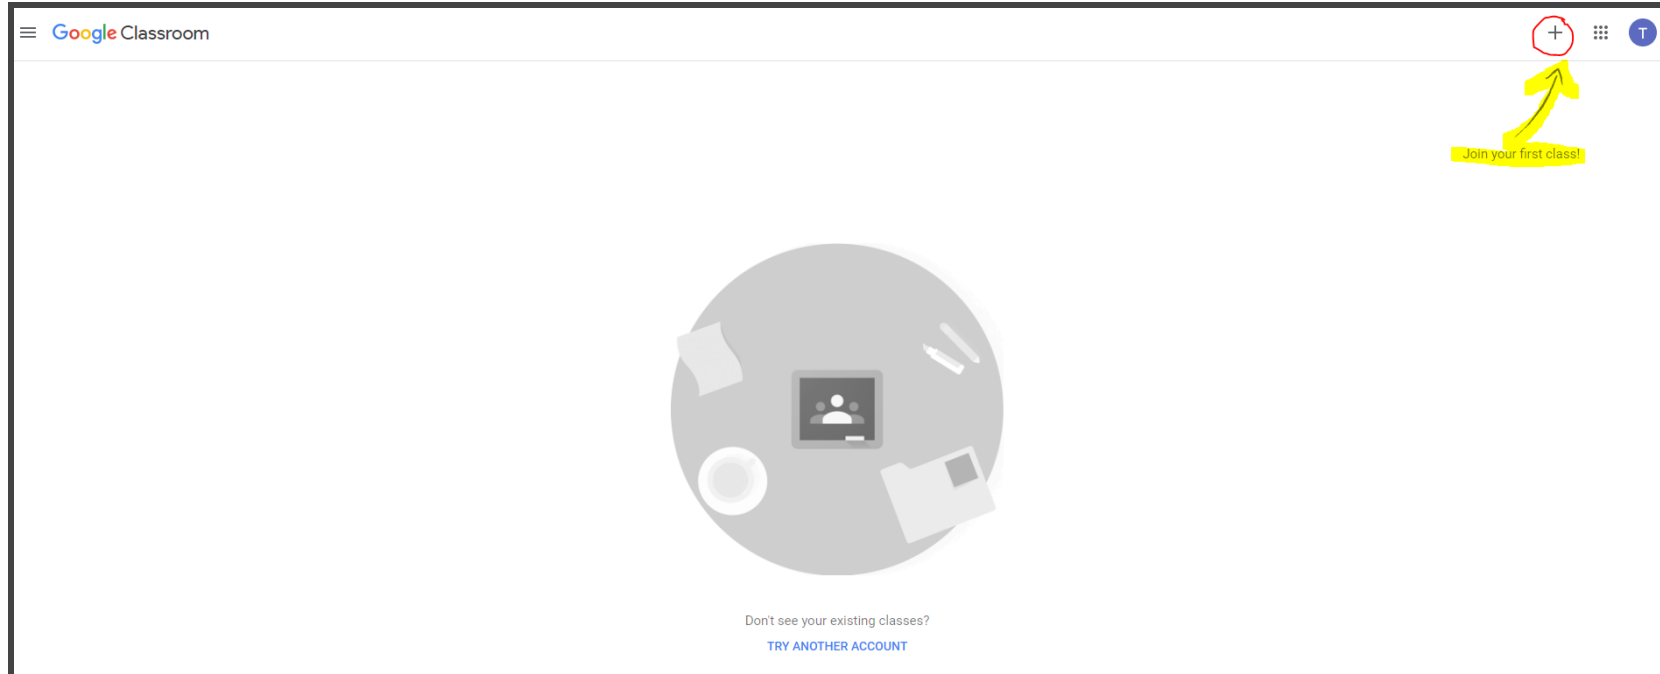 Google Classroom
T
Join your first class!
Don't see your existing classes?
TRY ANOTHER ACCOUNT